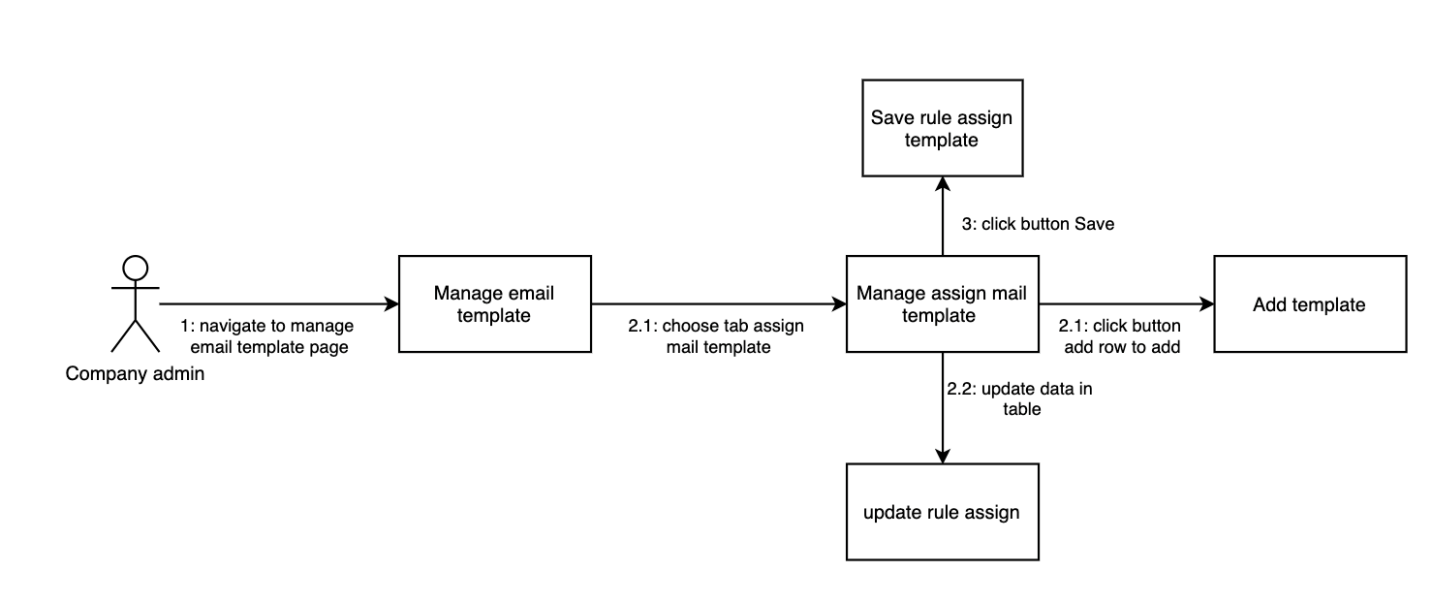 Save rule assign
template
3: click button Save
Company admin
1: navigate to manage
email template page
Manage email
template
2.1: choose tab assign
mail template
Manage assign mail
template
2.1: click button
add row to add
Add template
2.2: update data in
table
update rule assign